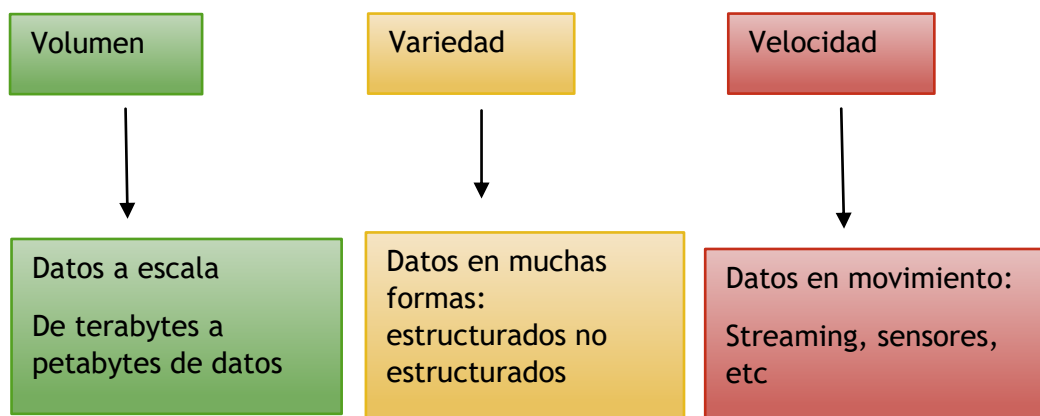 Volumen
Variedad
Velocidad
Datos a escala
De terabytes a
petabytes de datos
Datos en muchas
formas:
estructurados no
estructurados
Datos en movimiento:
Streaming, sensores,
etc